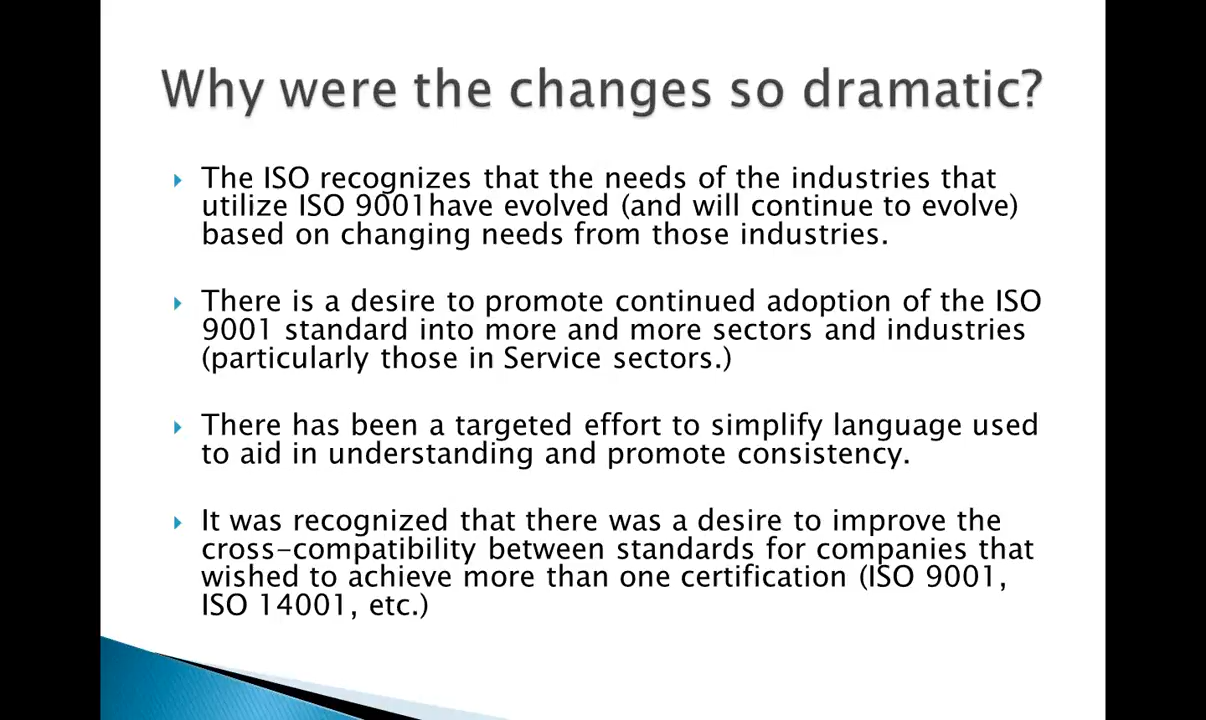 Why were the changes so dramatic?
The ISO recognizes that the needs of the industries that
utilize ISO 9001have evolved (and will continue to evolve)
based on changing needs from those industries.
There is a desire to promote continued adoption of the ISO
9001 standard into more and more sectors and industries
(particularly those in Service sectors.)
There has been a targeted effort to simplify language used
to aid in understanding and promote consistency.
It was recognized that there was a desire to improve the
cross-compatibility between standards for companies that
wished to achieve more than one certification (ISO 9001,
ISO 14001, etc.)